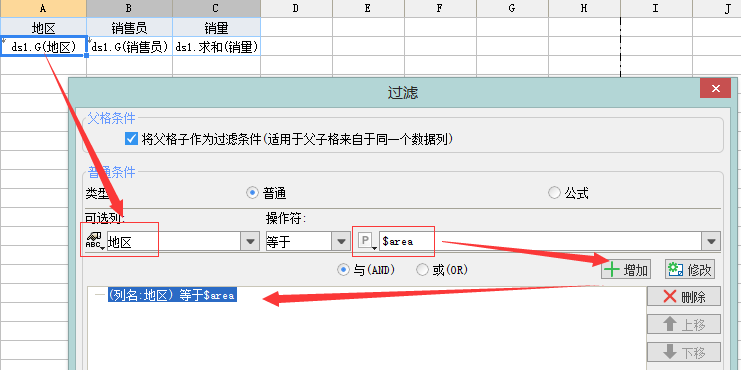 A B C D E F G H I J
地区 销售员 销量
ds1.G(地区) ds1.G(销售员) ds1.求和(销量)
过滤
父格条件
将父格子作为过滤条件(适用于父子格来自于同一个数据列)
普通条件
类型 普通 公式
可选列: 操作符:
ABC 地区 等于 P $area
与(AND) 或(OR) 增加 修改
(列名:地区) 等于$area
删除
上移
下移